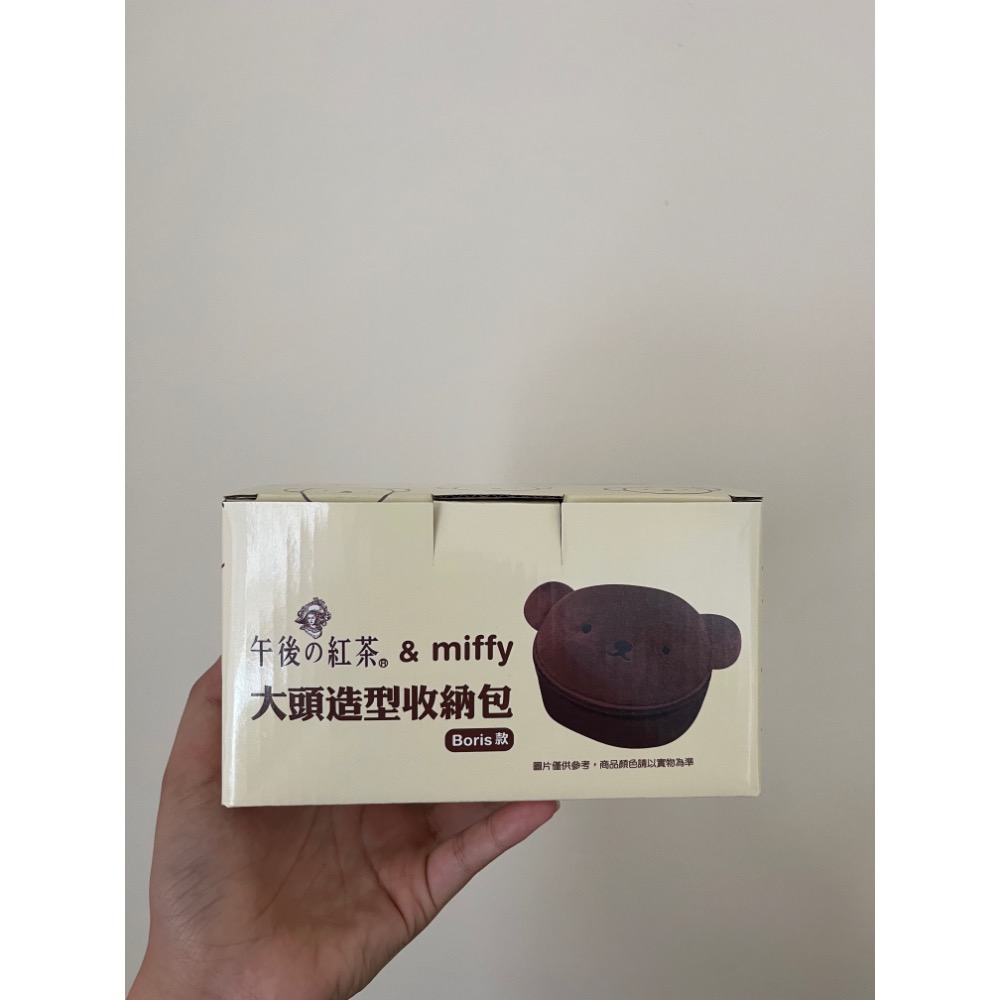 午後の紅茶® & miffy
大頭造型收納包
Boris款
圖片僅供參考，商品顏色請以實物為準